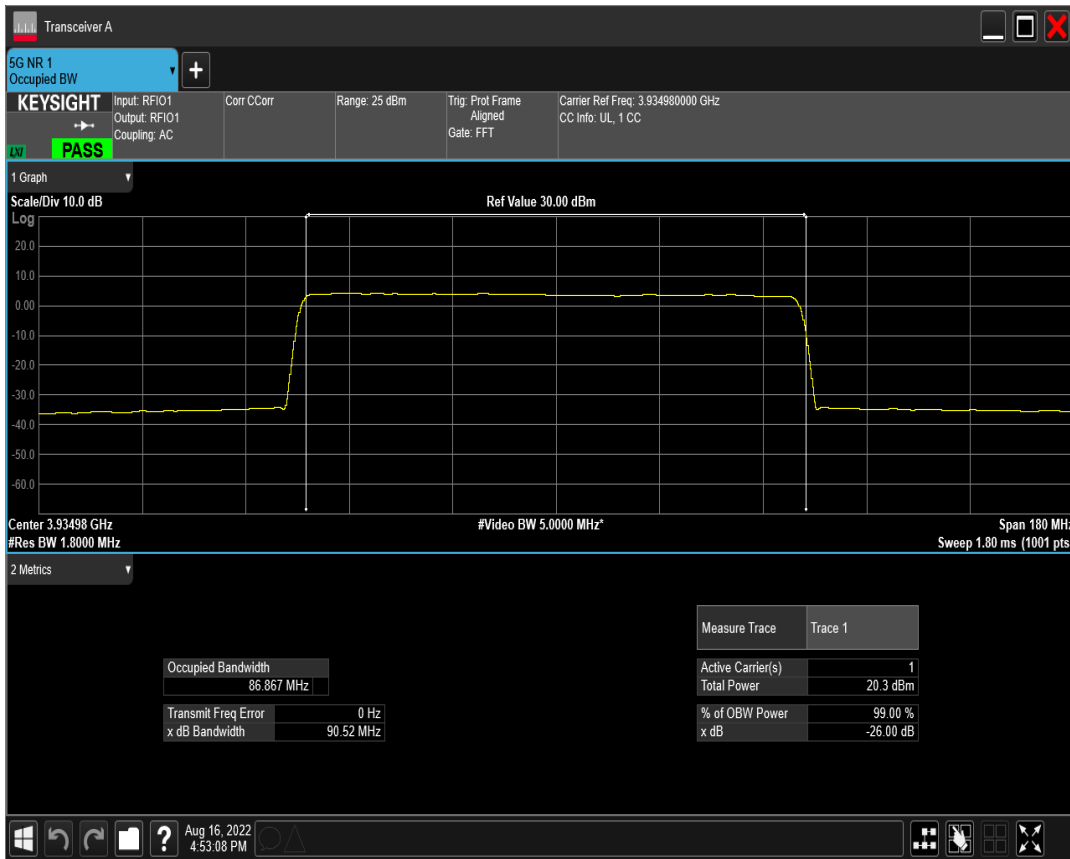 Transceiver A
5G NR 1
Occupied BW
+
KEYSIGHT
LXI
PASS
Input: RFIO1
Output: RFIO1
Coupling: AC
Corr CCorr
Range: 25 dBm
Trig: Prot Frame
Aligned
Gate: FFT
Carrier Ref Freq: 3.934980000 GHz
CC Info: UL, 1 CC
1 Graph
Scale/Div 10.0 dB
Ref Value 30.00 dBm
Log
20.0
10.0
0.00
-10.0
-20.0
-30.0
-40.0
-50.0
-60.0
Center 3.93498 GHz
#Video BW 5.0000 MHz*
Span 180 MHz
#Res BW 1.8000 MHz
Sweep 1.80 ms (1001 pts
2 Metrics
Measure Trace Trace 1
Occupied Bandwidth
86.867 MHz
Active Carrier(s) 1
Total Power 20.3 dBm
Transmit Freq Error 0 Hz
x dB Bandwidth 90.52 MHz
% of OBW Power 99.00 %
x dB -26.00 dB
?
Aug 16, 2022
4:53:08 PM